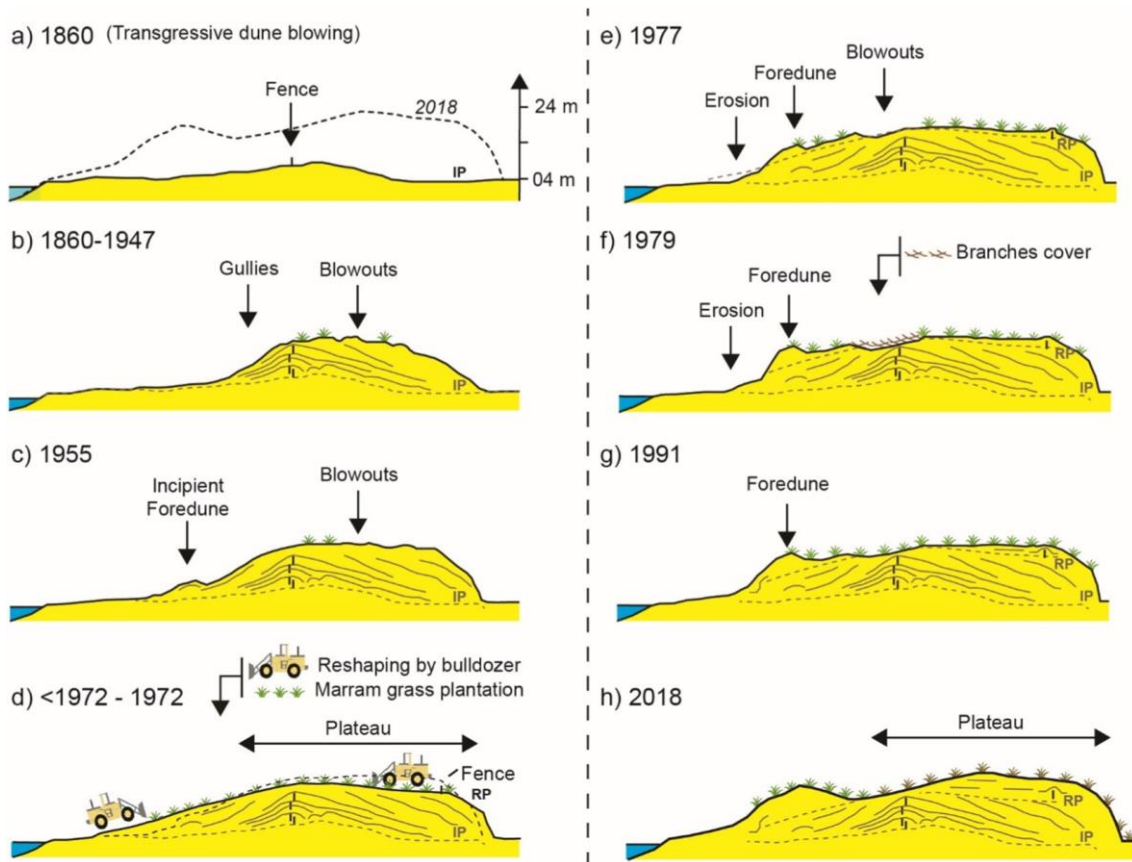 a) 1860 (Transgressive dune blowing)
Fence
2018
24 m
IP
04 m
b) 1860-1947
Gullies Blowouts
IP
c) 1955
Incipient
Foredune
Blowouts
IP
Reshaping by bulldozer
Marram grass plantation
d) <1972 - 1972
Plateau
Fence
RP
IP
e) 1977
Blowouts
Foredune
Erosion
RP
IP
f) 1979
Branches cover
Foredune
Erosion
IP
g) 1991
Foredune
RP
IP
h) 2018
Plateau
RP
IP